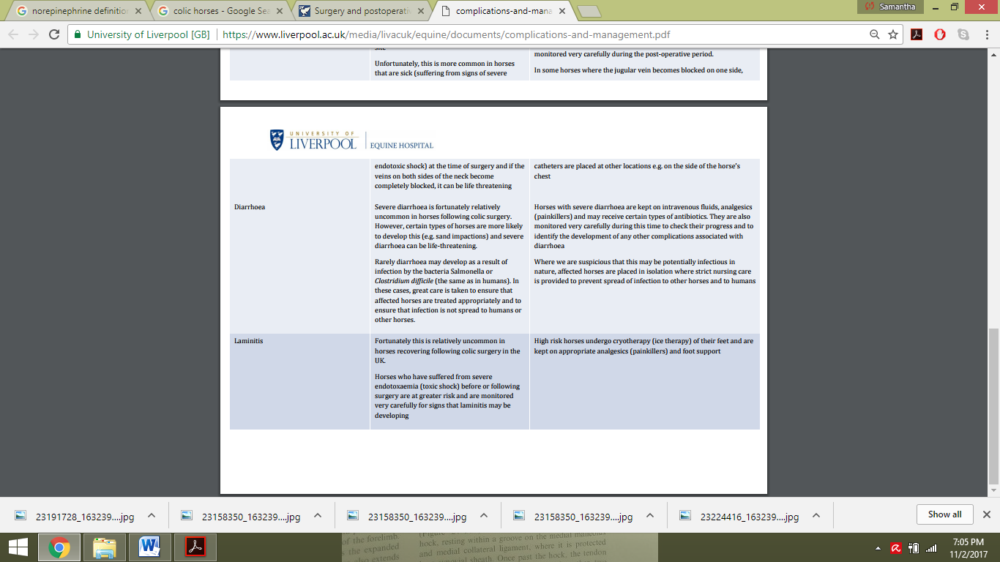 norepinephrine definitio
colic horses - Google Sea
Surgery and postoperati
complications-and-mana
Samantha
University of Liverpool [GB]
https://www.liverpool.ac.uk/media/livacuk/equine/documents/complications-and-management.pdf
site
Unfortunately, this is more common in horses
that are sick (suffering from signs of severe
monitored very carefully during the post-operative period.
In some horses where the jugular vein becomes blocked on one side,
UNIVERSITY OF
LIVERPOOL
EQUINE HOSPITAL
endotoxic shock) at the time of surgery and if the
veins on both sides of the neck become
completely blocked, it can be life threatening
catheters are placed at other locations e.g. on the side of the horse's
chest
Diarrhoea
Severe diarrhoea is fortunately relatively
uncommon in horses following colic surgery.
However, certain types of horses are more likely
to develop this (e.g. sand impactions) and severe
diarrhoea can be life-threatening.
Rarely diarrhoea may develop as a result of
infection by the bacteria Salmonella or
Clostridium difficile (the same as in humans). In
these cases, great care is taken to ensure that
affected horses are treated appropriately and to
ensure that infection is not spread to humans or
other horses.
Horses with severe diarrhoea are kept on intravenous fluids, analgesics
(painkillers) and may receive certain types of antibiotics. They are also
monitored very carefully during this time to check their progress and to
identify the development of any other complications associated with
diarrhoea
Where we are suspicious that this may be potentially infectious in
nature, affected horses are placed in isolation where strict nursing care
is provided to prevent spread of infection to other horses and to humans
Laminitis
Fortunately this is relatively uncommon in
horses recovering following colic surgery in the
UK.
Horses who have suffered from severe
endotoxaemia (toxic shock) before or following
surgery are at greater risk and are monitored
very carefully for signs that laminitis may be
developing
High risk horses undergo cryotherapy (ice therapy) of their feet and are
kept on appropriate analgesics (painkillers) and foot support
23191728_163239....jpg
23158350_163239....jpg
23158350_163239....jpg
23158350_163239....jpg
23224416_163239....jpg
Show all
of the forelimb.
the expanded
also extends
hock, resting within a groove on the medial
and medial collateral ligament, where it is protected
sheath. Once past the hock, the tendon
7:05 PM
11/2/2017